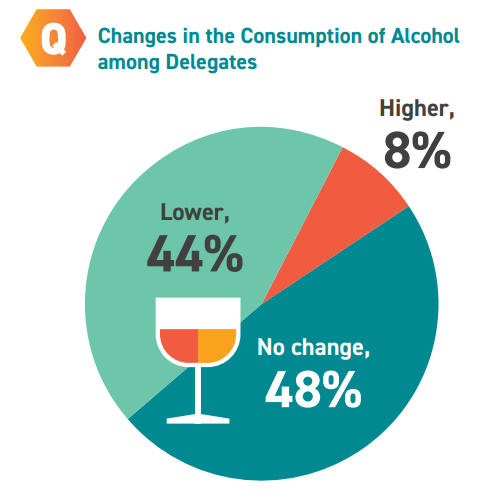 Q
Changes in the Consumption of Alcohol
among Delegates
Higher,
8%
Lower,
44%
No change,
48%